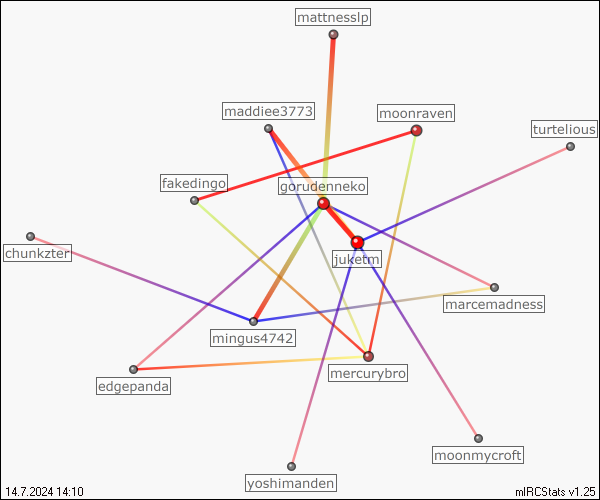 mattnesslp
maddiee3773
moonraven
turtelious
fakedingo
gorudenneko
chunkzter
juketm
marcemadness
mingus4742
mercurybro
edgepanda
moonmycroft
yoshimanden
14.7.2024 14:10
mIRCStats v1.25